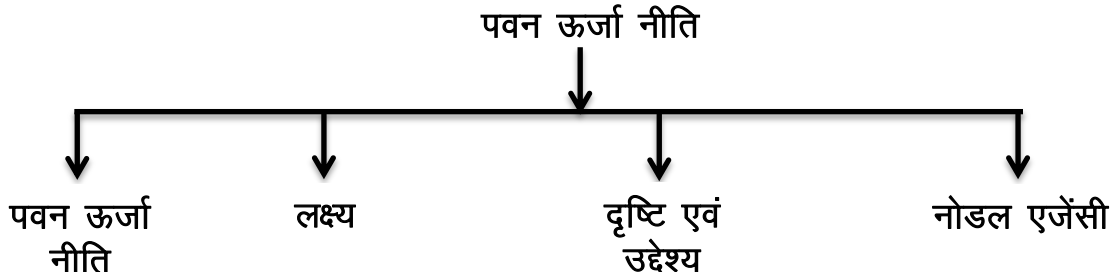 पवन ऊर्जा नीति
पवन ऊर्जा
नीति
लक्ष्य
दृष्टि एवं
उद्देश्य
नोडल एजेंसी